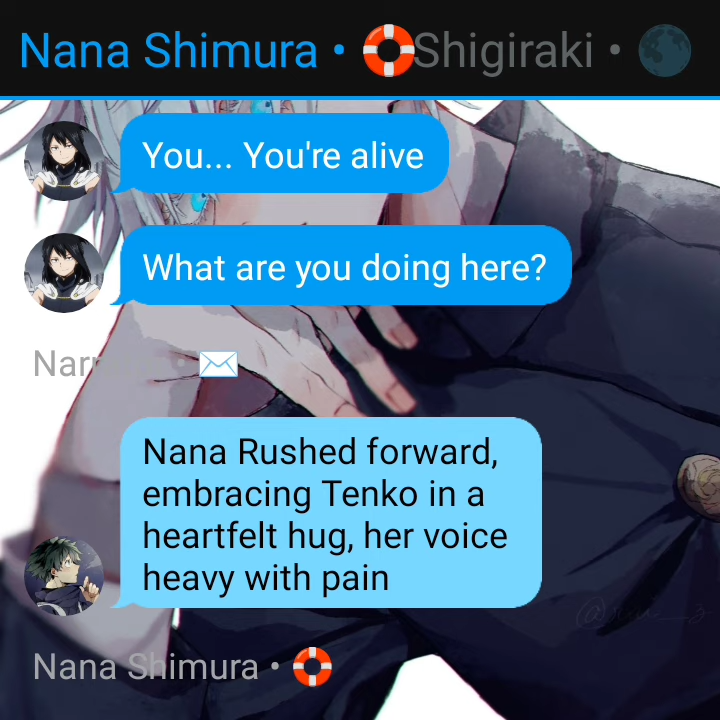 Nana Shimura • Shigiraki •
You... You're alive
What are you doing here?
Nana Rushed forward,
embracing Tenko in a
heartfelt hug, her voice
heavy with pain
Nana Shimura •